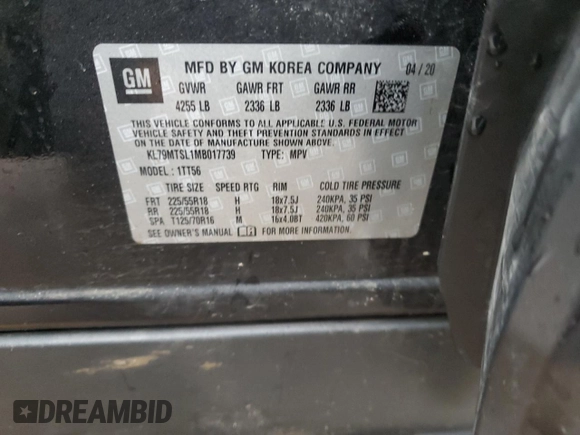 GM
MFD BY GM KOREA COMPANY 04 / 20
GVWR GAWR FRT GAWR RR
4255 LB 2336 LB 2336 LB
THIS VEHICLE CONFORMS TO ALL APPLICABLE U.S. FEDERAL MOTOR
VEHICLE SAFETY AND THEFT PREVENTION STANDARDS IN EFFECT ON THE
DATE OF MANUFACTURE SHOWN ABOVE.
KL79MTSL1MB017739 TYPE: MPV
MODEL : 1TT56
TIRE SIZE SPEED RTG RIM COLD TIRE PRESSURE
FRT 225/55R18 H 18x7.5J 240KPA, 35 PSI
RR 225/55R18 H 18x7.5J 240KPA, 35 PSI
SPA T125/70R16 M 16x4.0BT 420KPA, 60 PSI
SEE OWNER'S MANUAL FOR MORE INFORMATION.
DREAMBID